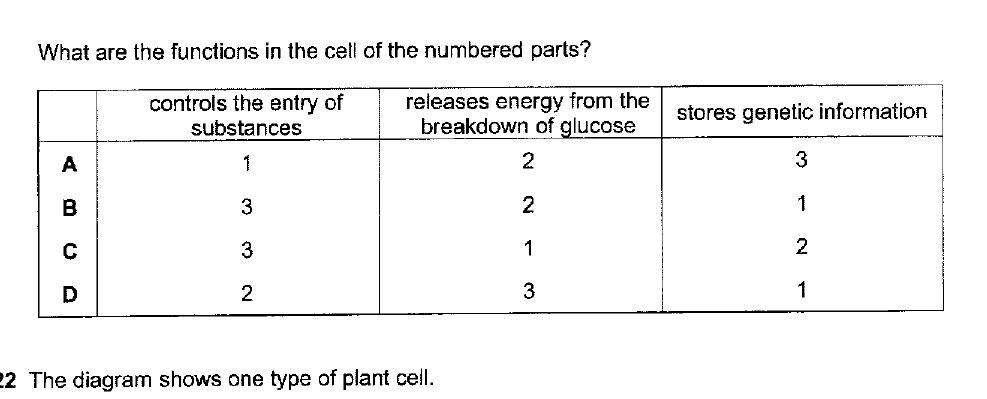 What are the functions in the cell of the numbered parts?
controls the entry of substances releases energy from the breakdown of glucose stores genetic information
A 1 2 3
B 3 2 1
C 3 1 2
D 2 3 1
22 The diagram shows one type of plant cell.